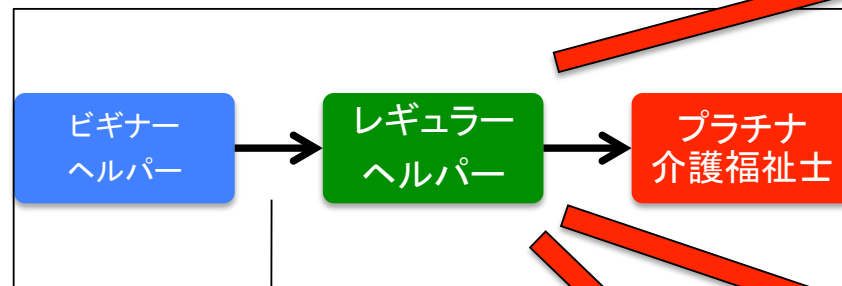 ビギナー
ヘルパー
レギュラー
ヘルパー
プラチナ
介護福祉士